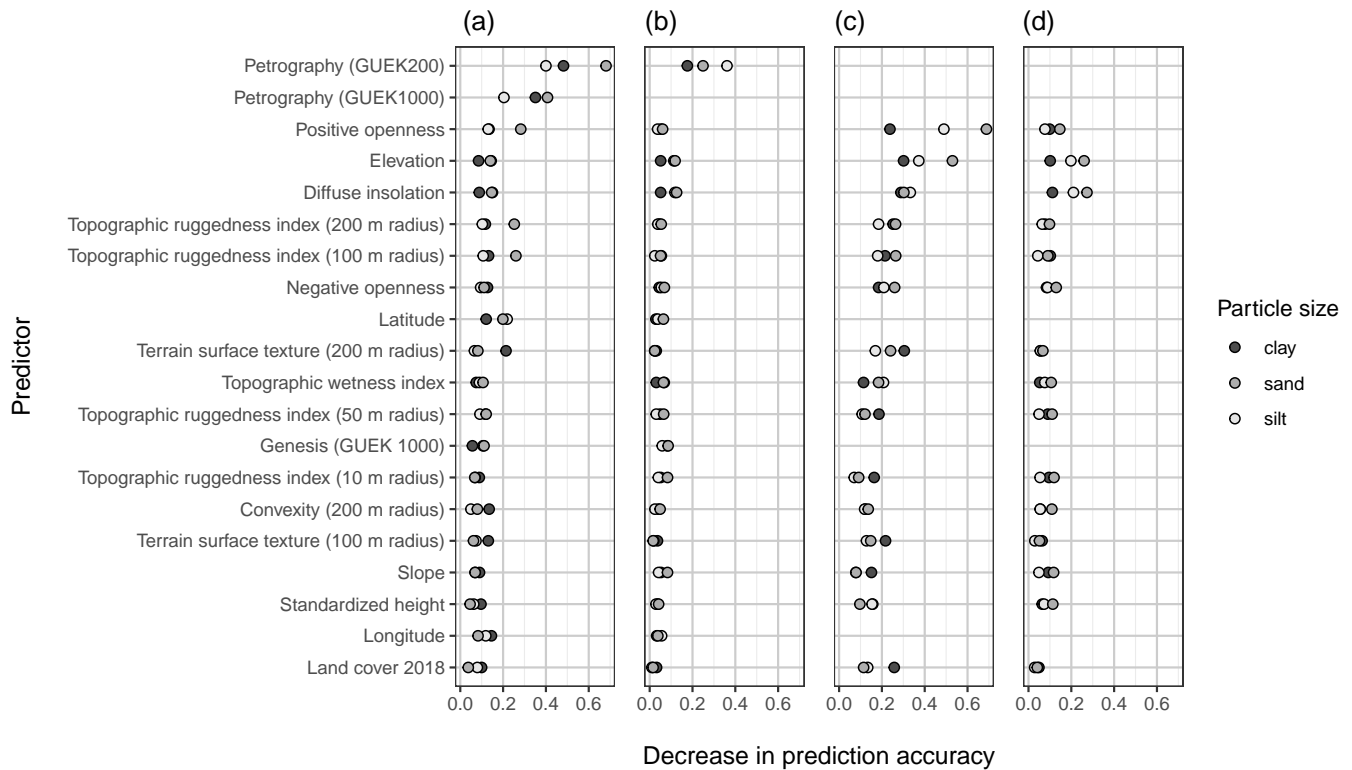 (a) (b) (c) (d)
Petrography (GUEK200)
Petrography (GUEK1000)
Positive openness
Elevation
Diffuse insolation
Topographic ruggedness index (200 m radius)
Topographic ruggedness index (100 m radius)
Negative openness
Latitude
Terrain surface texture (200 m radius)
Topographic wetness index
Topographic ruggedness index (50 m radius)
Genesis (GUEK 1000)
Topographic ruggedness index (10 m radius)
Convexity (200 m radius)
Terrain surface texture (100 m radius)
Slope
Standardized height
Longitude
Land cover 2018
Predictor
0.0 0.2 0.4 0.6 0.0 0.2 0.4 0.6 0.0 0.2 0.4 0.6 0.0 0.2 0.4 0.6
Decrease in prediction accuracy
Particle size
clay
sand
silt